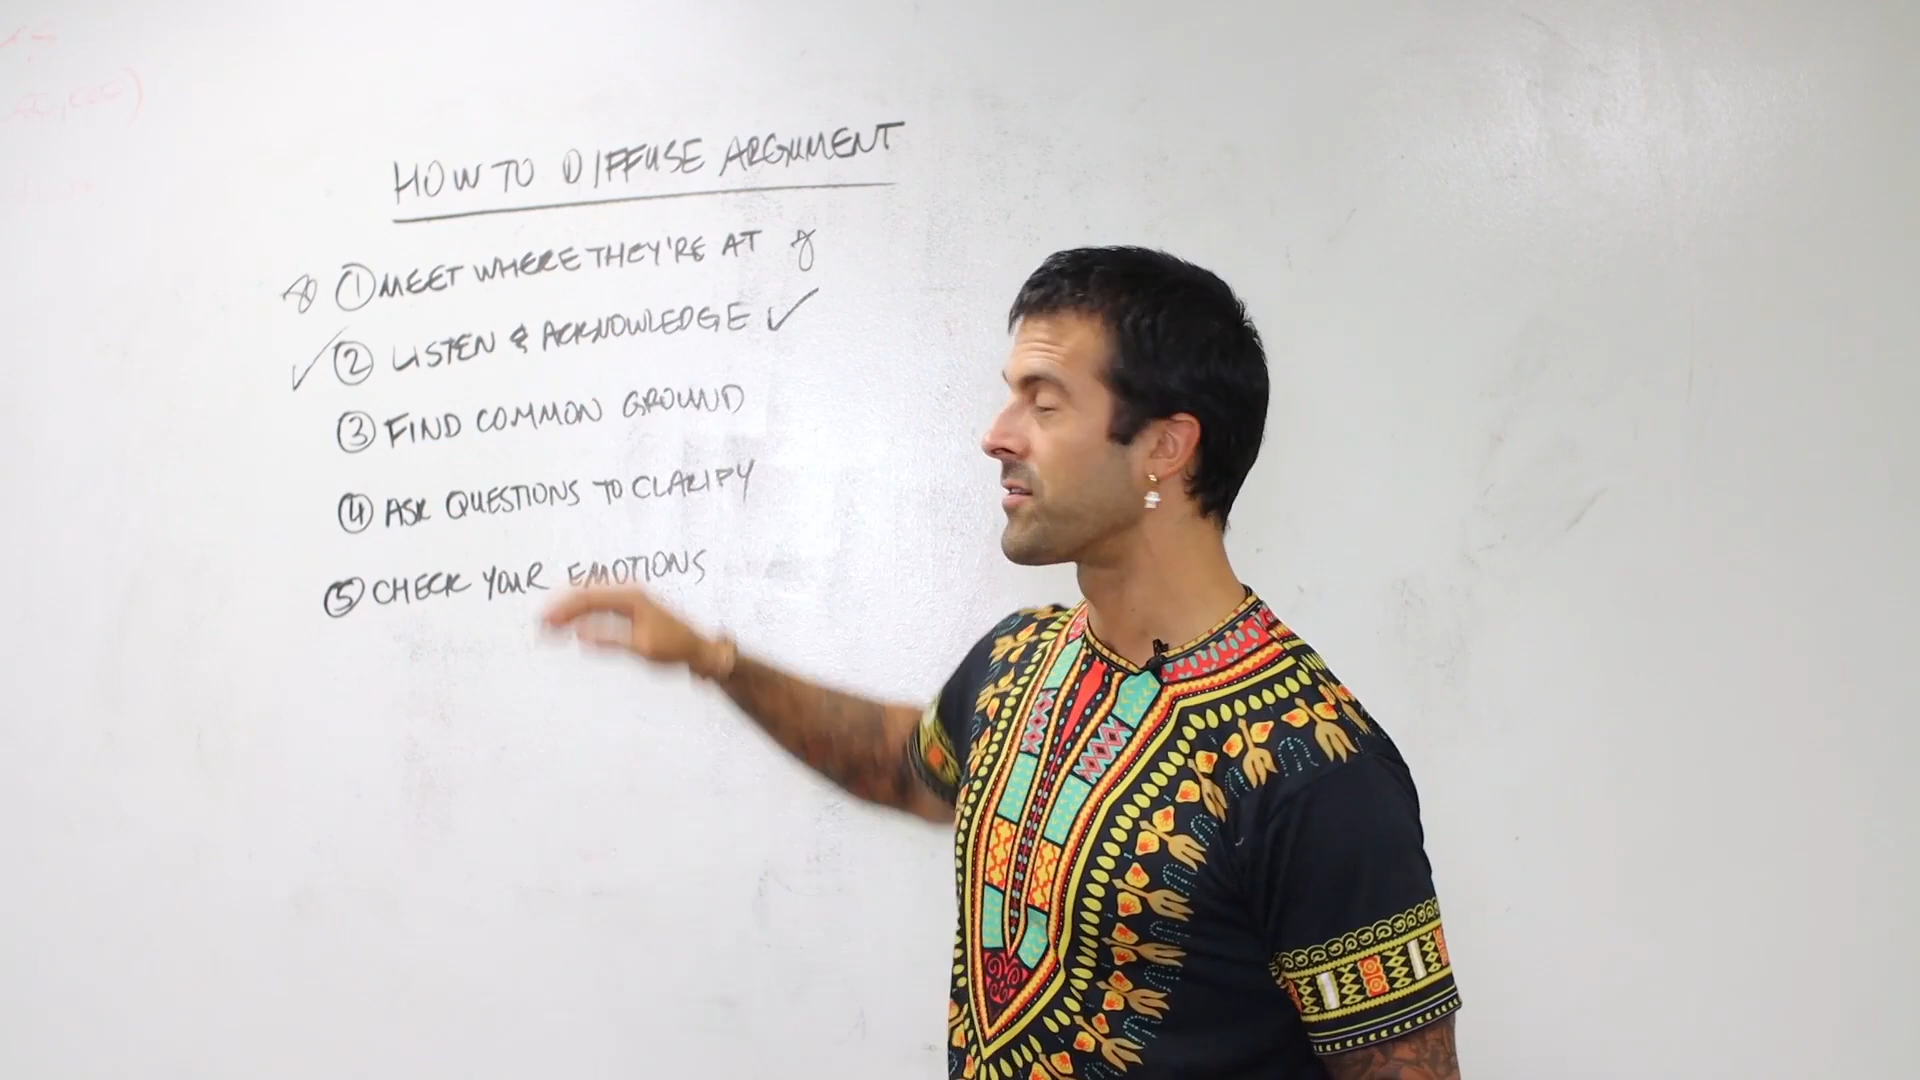 HOW TO DIFFUSE ARGUMENT
① MEET WHERE THEY'RE AT
✓ ② LISTEN & ACKNOWLEDGE ✓
③ FIND COMMON GROUND
④ ASK QUESTIONS TO CLARIFY
⑤ CHECK YOUR EMOTIONS